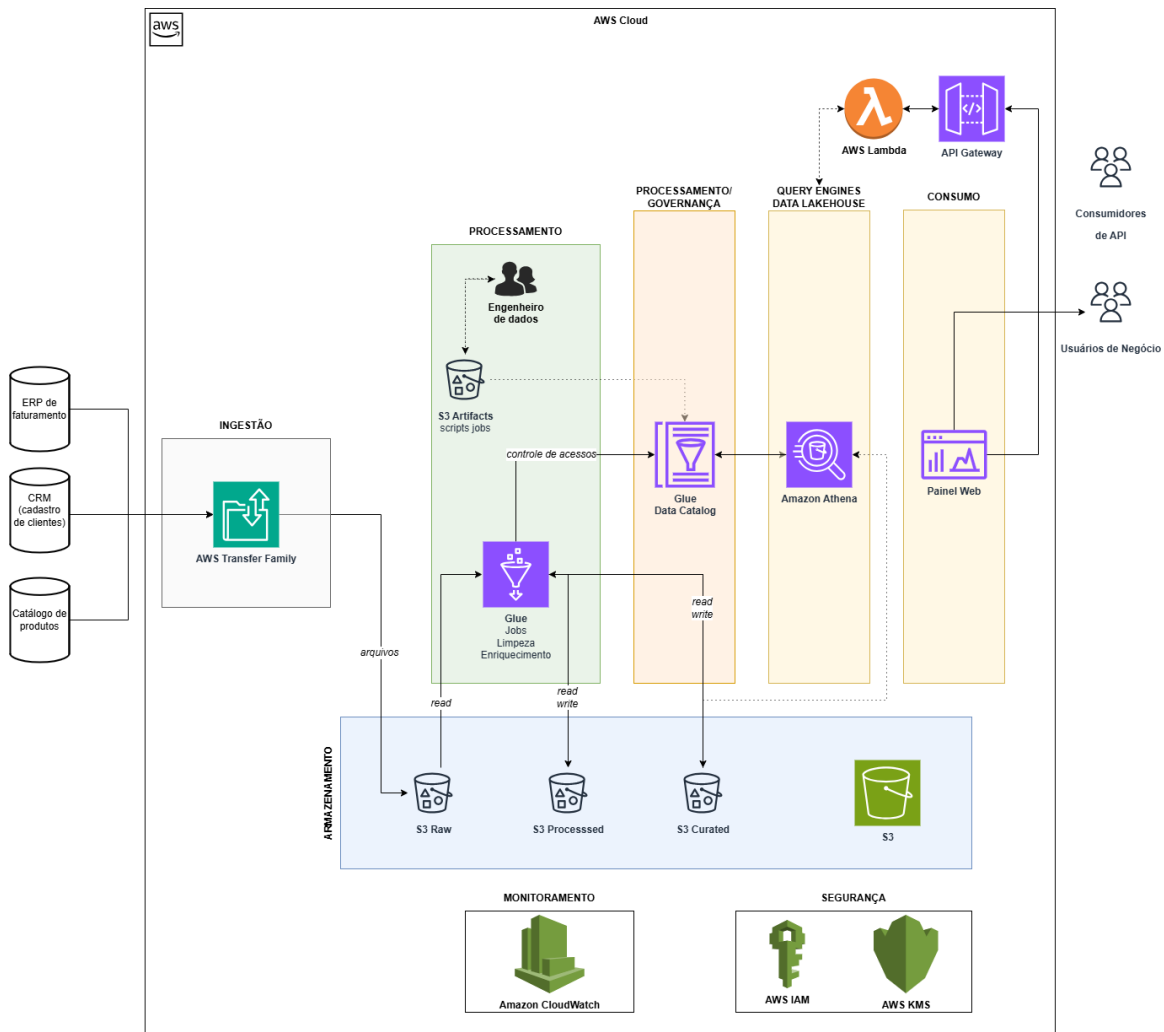 AWS Cloud
aws
AWS Lambda
API Gateway
PROCESSAMENTO/
GOVERNANÇA
QUERY ENGINES
DATA LAKEHOUSE
CONSUMO
Consumidores
de API
PROCESSAMENTO
Engenheiro
de dados
Usuários de Negócio
ERP de
faturamento
S3 Artifacts
scripts jobs
INGESTÃO
controle de acessos
Glue
Data Catalog
Amazon Athena
Painel Web
CRM
(cadastro
de clientes)
AWS Transfer Family
Catálogo de
produtos
Glue
Jobs
Limpeza
Enriquecimento
read
write
arquivos
read
read
write
ARMAZENAMENTO
S3 Raw
S3 Processsed
S3 Curated
S3
MONITORAMENTO
Amazon CloudWatch
SEGURANÇA
AWS IAM
AWS KMS